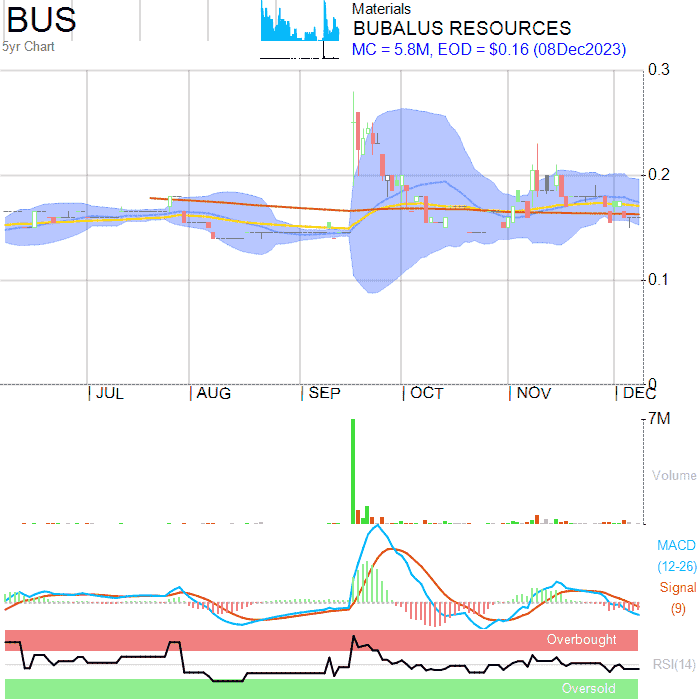 BUS
5yr Chart
Materials
BUBALUS RESOURCES
MC = 5.8M, EOD = $0.16 (08Dec2023)
0.3
0.2
0.1
0
JUL AUG SEP OCT NOV DEC
7M
Volume
MACD
(12-26)
Signal
(9)
Overbought
RSI(14)
Oversold